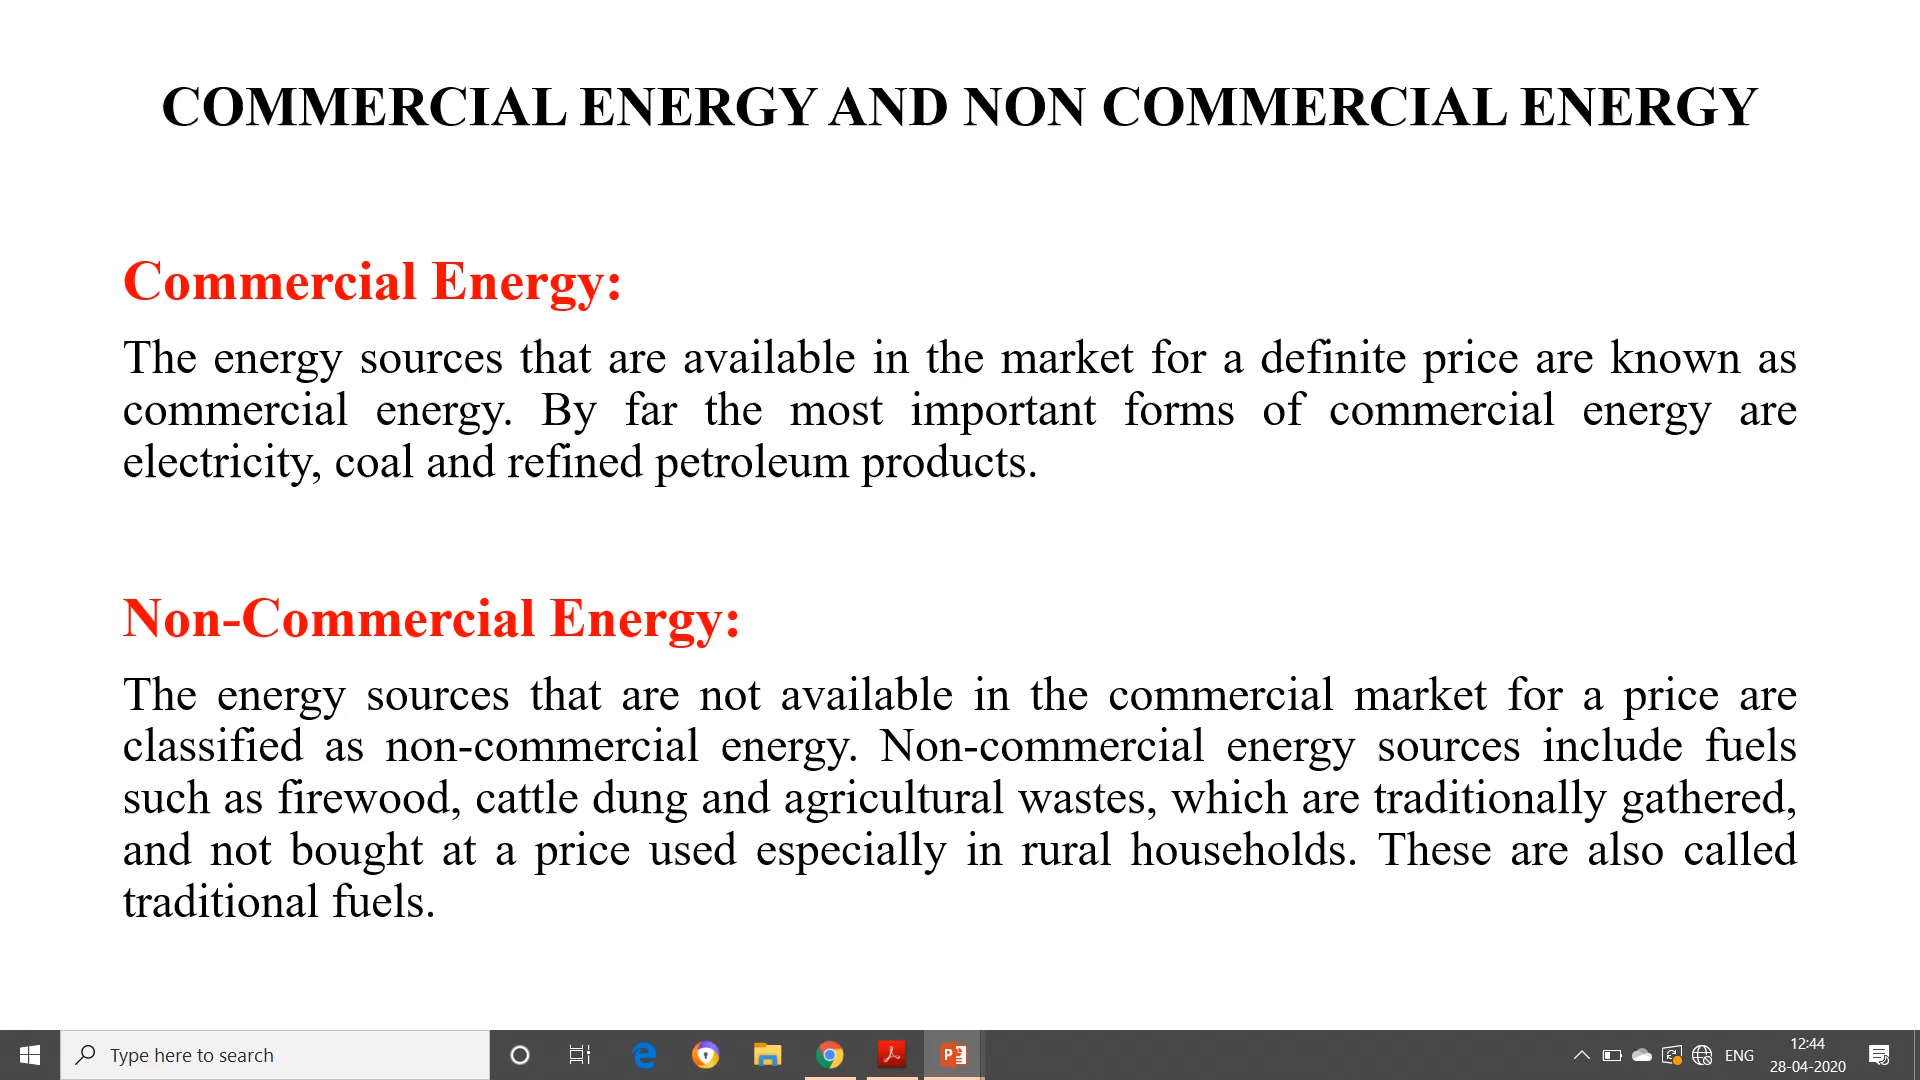 COMMERCIAL ENERGY AND NON COMMERCIAL ENERGY
Commercial Energy:
The energy sources that are available in the market for a definite price are known as
commercial energy. By far the most important forms of commercial energy are
electricity, coal and refined petroleum products.
Non-Commercial Energy:
The energy sources that are not available in the commercial market for a price are
classified as non-commercial energy. Non-commercial energy sources include fuels
such as firewood, cattle dung and agricultural wastes, which are traditionally gathered,
and not bought at a price used especially in rural households. These are also called
traditional fuels.
Type here to search
ENG
12:44
28-04-2020